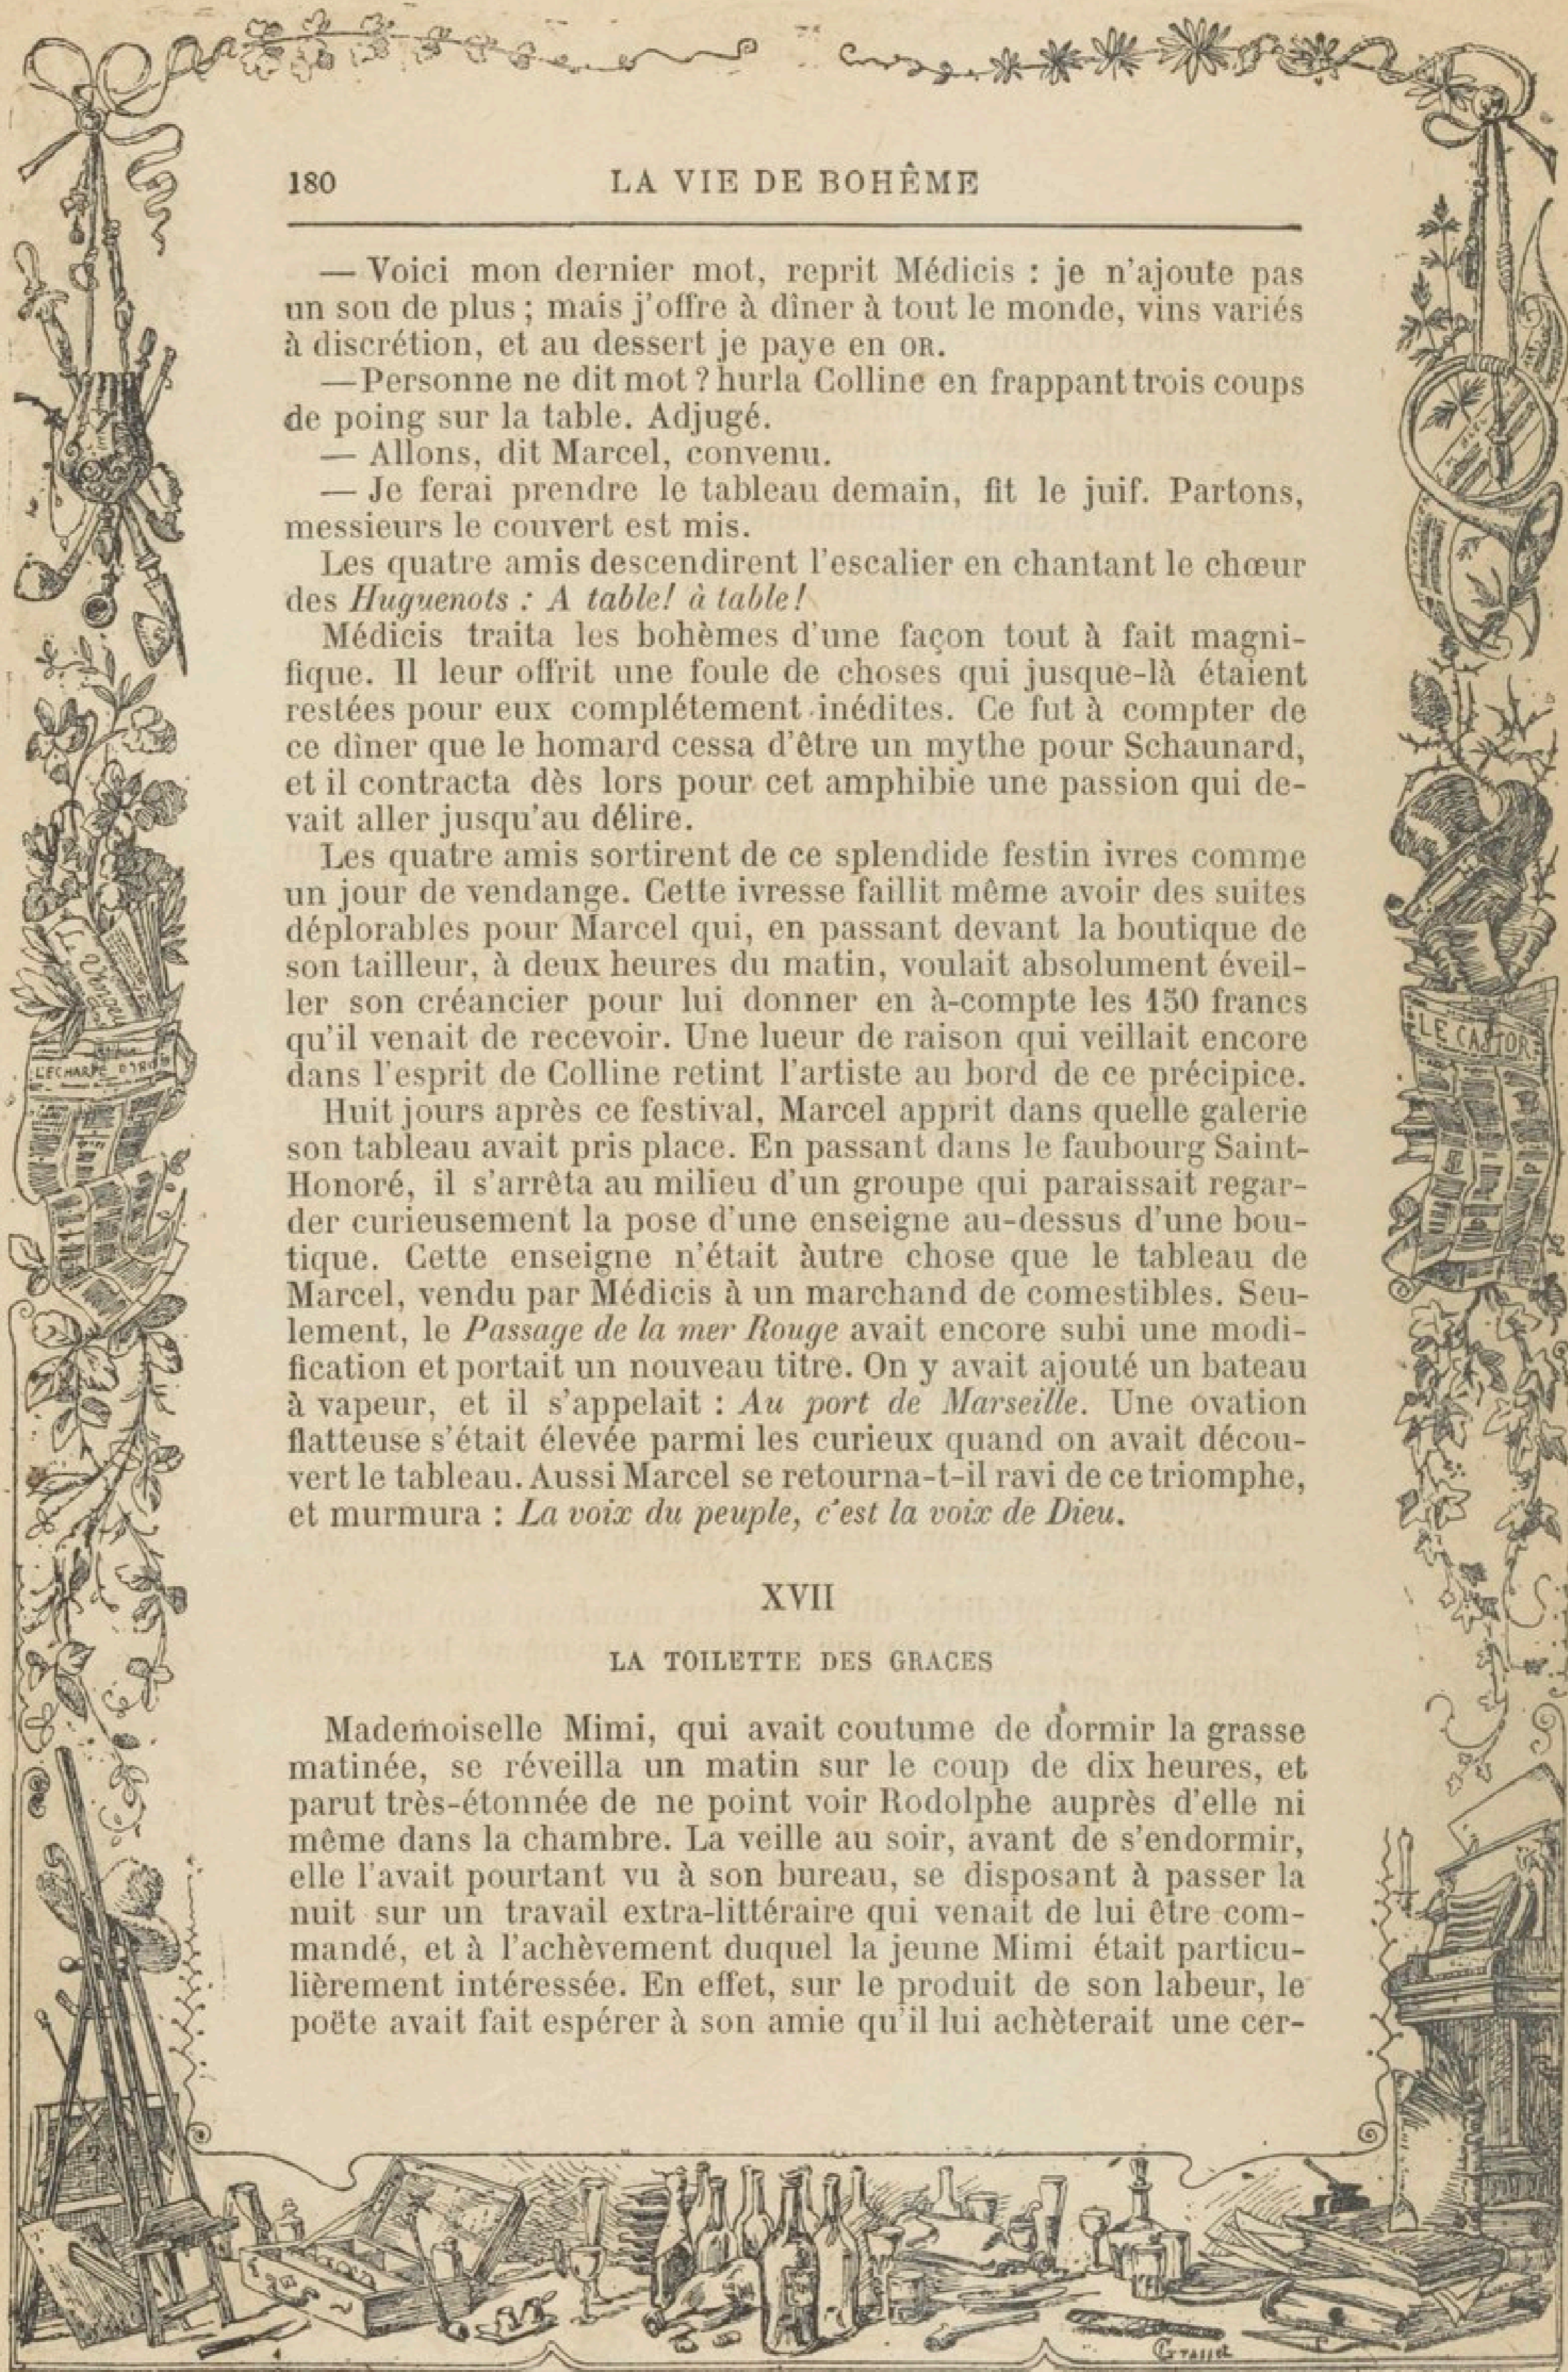 180 LA VIE DE BOHÊME
— Voici mon dernier mot, reprit Médicis : je n'ajoute pas
un sou de plus ; mais j'offre à dîner à tout le monde, vins variés
à discrétion, et au dessert je paye en OR.
—Personne ne dit mot ? hurla Colline en frappant trois coups
de poing sur la table. Adjugé.
— Allons, dit Marcel, convenu.
— Je ferai prendre le tableau demain, fit le juif. Partons,
messieurs le couvert est mis.
Les quatre amis descendirent l'escalier en chantant le chœur
des Huguenots : A table! à table!
Médicis traita les bohèmes d'une façon tout à fait magni-
fique. Il leur offrit une foule de choses qui jusque-là étaient
restées pour eux complétement inédites. Ce fut à compter de
ce dîner que le homard cessa d'être un mythe pour Schaunard,
et il contracta dès lors pour cet amphibie une passion qui de-
vait aller jusqu'au délire.
Les quatre amis sortirent de ce splendide festin ivres comme
un jour de vendange. Cette ivresse faillit même avoir des suites
déplorables pour Marcel qui, en passant devant la boutique de
son tailleur, à deux heures du matin, voulait absolument éveil-
ler son créancier pour lui donner en à-compte les 150 francs
qu'il venait de recevoir. Une lueur de raison qui veillait encore
dans l'esprit de Colline retint l'artiste au bord de ce précipice.
Huit jours après ce festival, Marcel apprit dans quelle galerie
son tableau avait pris place. En passant dans le faubourg Saint-
Honoré, il s'arrêta au milieu d'un groupe qui paraissait regar-
der curieusement la pose d'une enseigne au-dessus d'une bou-
tique. Cette enseigne n'était àutre chose que le tableau de
Marcel, vendu par Médicis à un marchand de comestibles. Seu-
lement, le Passage de la mer Rouge avait encore subi une modi-
fication et portait un nouveau titre. On y avait ajouté un bateau
à vapeur, et il s'appelait : Au port de Marseille. Une ovation
flatteuse s'était élevée parmi les curieux quand on avait décou-
vert le tableau. Aussi Marcel se retourna-t-il ravi de ce triomphe,
et murmura : La voix du peuple, c'est la voix de Dieu.
XVII
LA TOILETTE DES GRACES
Mademoiselle Mimi, qui avait coutume de dormir la grasse
matinée, se réveilla un matin sur le coup de dix heures, et
parut très-étonnée de ne point voir Rodolphe auprès d'elle ni
même dans la chambre. La veille au soir, avant de s'endormir,
elle l'avait pourtant vu à son bureau, se disposant à passer la
nuit sur un travail extra-littéraire qui venait de lui être com-
mandé, et à l'achèvement duquel la jeune Mimi était particu-
lièrement intéressée. En effet, sur le produit de son labeur, le
poëte avait fait espérer à son amie qu'il lui achèterait une cer-
L'ECHARPE
LE CASTOR
Grasset